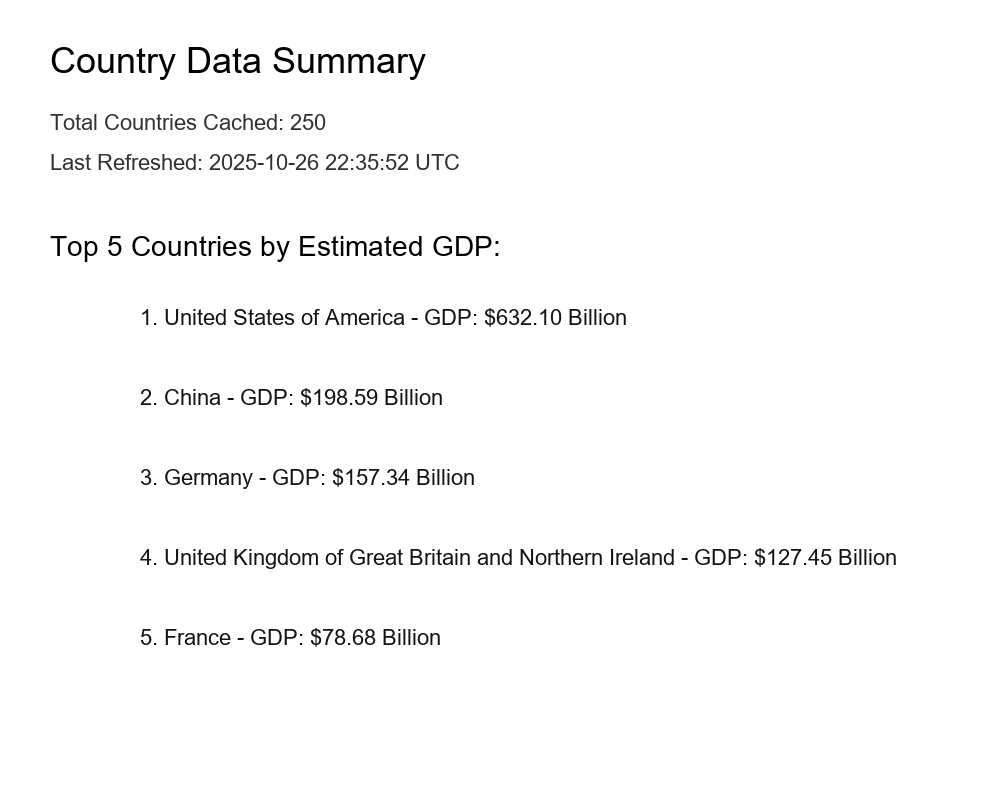 Country Data Summary
Total Countries Cached: 250
Last Refreshed: 2025-10-26 22:35:52 UTC
Top 5 Countries by Estimated GDP:
1. United States of America - GDP: $632.10 Billion
2. China - GDP: $198.59 Billion
3. Germany - GDP: $157.34 Billion
4. United Kingdom of Great Britain and Northern Ireland - GDP: $127.45 Billion
5. France - GDP: $78.68 Billion